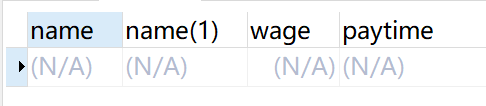 name name(1) wage paytime
(N/A) (N/A) (N/A) (N/A)